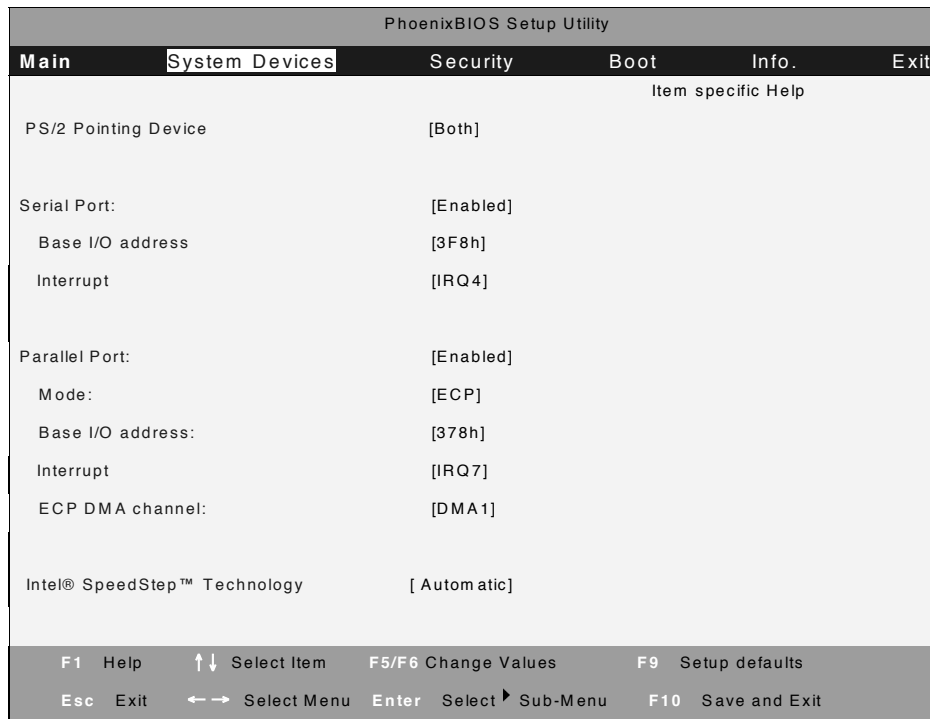 PhoenixBIOS Setup Utility
Main System Devices Security Boot Info. Exit
Item specific Help
PS/2 Pointing Device [Both]
Serial Port: [Enabled]
Base I/O address [3F8h]
Interrupt [IRQ4]
Parallel Port: [Enabled]
Mode: [ECP]
Base I/O address: [378h]
Interrupt [IRQ7]
ECP DMA channel: [DMA1]
Intel® SpeedStep™ Technology [ Automatic]
F1 Help ↑↓ Select Item F5/F6 Change Values F9 Setup defaults
Esc Exit ←→ Select Menu Enter Select ▸ Sub-Menu F10 Save and Exit